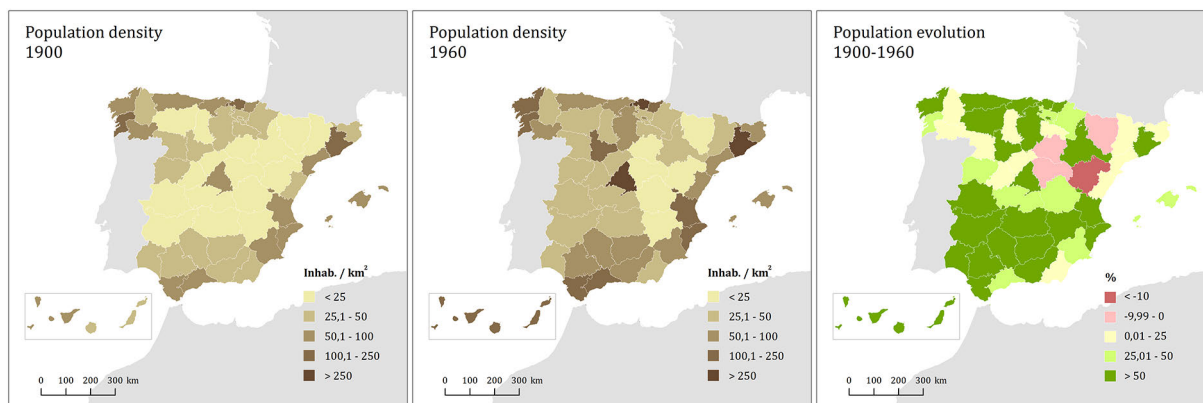 Population density
1900
Inhab. / km²
< 25
25,1 - 50
50,1 - 100
100,1 - 250
> 250
0 100 200 300 km
Population density
1960
Inhab. / km²
< 25
25,1 - 50
50,1 - 100
100,1 - 250
> 250
0 100 200 300 km
Population evolution
1900-1960
%
< -10
-9,99 - 0
0,01 - 25
25,01 - 50
> 50
0 100 200 300 km